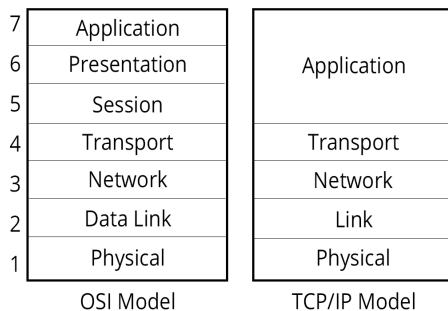 7 Application
6 Presentation
5 Session
4 Transport
3 Network
2 Data Link
1 Physical
OSI Model
Application
Transport
Network
Link
Physical
TCP/IP Model